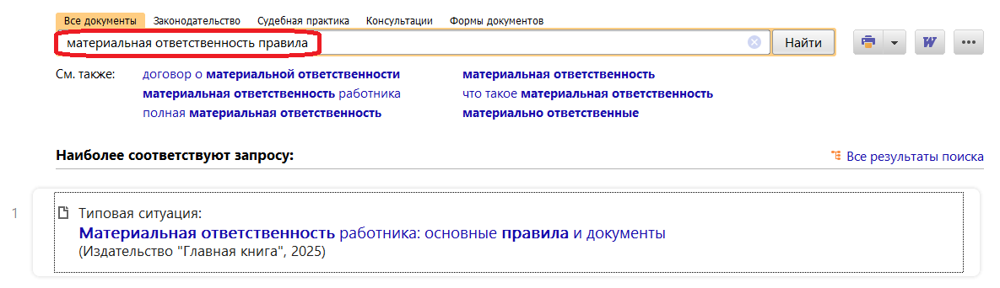 Все документы Законодательство Судебная практика Консультации Формы документов
материальная ответственность правила Найти W
См. также: договор о материальной ответственности материальная ответственность
материальная ответственность работника что такое материальная ответственность
полная материальная ответственность материально ответственные
Наиболее соответствуют запросу: Все результаты поиска
1 Типовая ситуация:
Материальная ответственность работника: основные правила и документы
(Издательство "Главная книга", 2025)